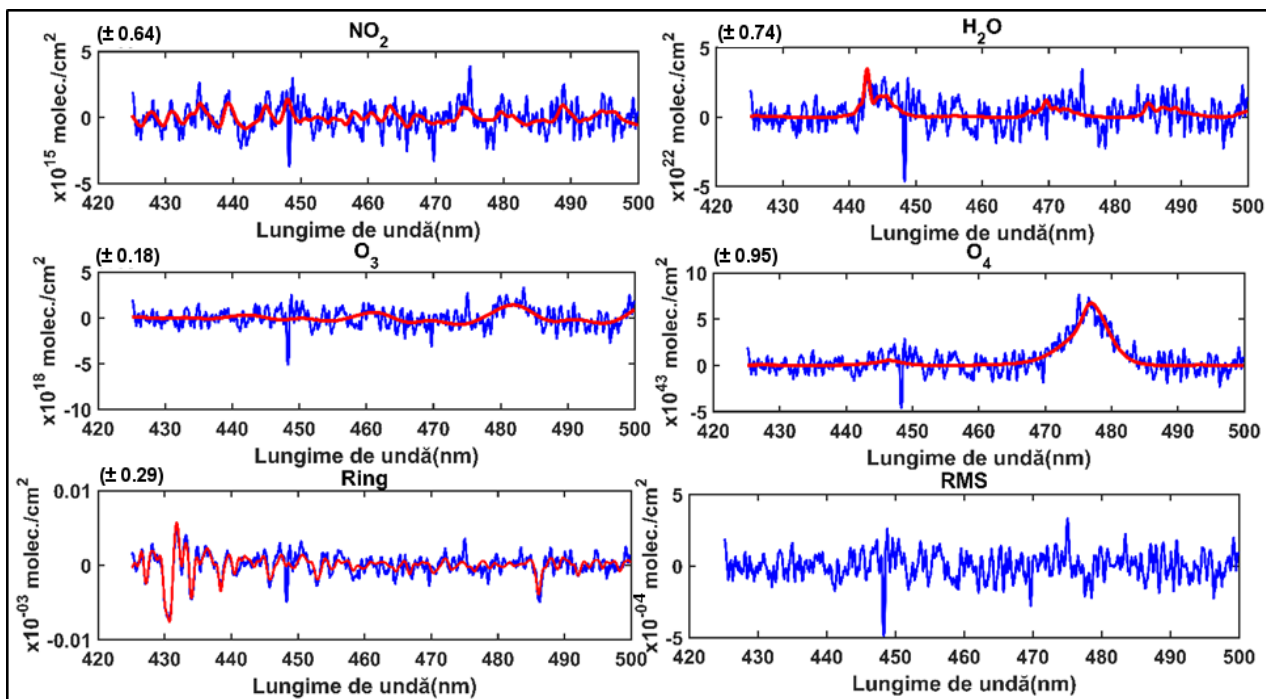 (± 0.64)
NO2
x10^15 molec./cm^2
5
0
-5
420 430 440 450 460 470 480 490 500
Lungime de undă(nm)
(± 0.74)
H2O
x10^22 molec./cm^2
5
0
-5
420 430 440 450 460 470 480 490 500
Lungime de undă(nm)
(± 0.18)
O3
x10^18 molec./cm^2
5
0
-5
-10
420 430 440 450 460 470 480 490 500
Lungime de undă(nm)
(± 0.95)
O4
x10^43 molec./cm^2
10
5
0
-5
420 430 440 450 460 470 480 490 500
Lungime de undă(nm)
(± 0.29)
Ring
x10^-03 molec./cm^2
0.01
0
-0.01
420 430 440 450 460 470 480 490 500
Lungime de undă(nm)
RMS
x10^-04 molec./cm^2
5
0
-5
420 430 440 450 460 470 480 490 500
Lungime de undă(nm)